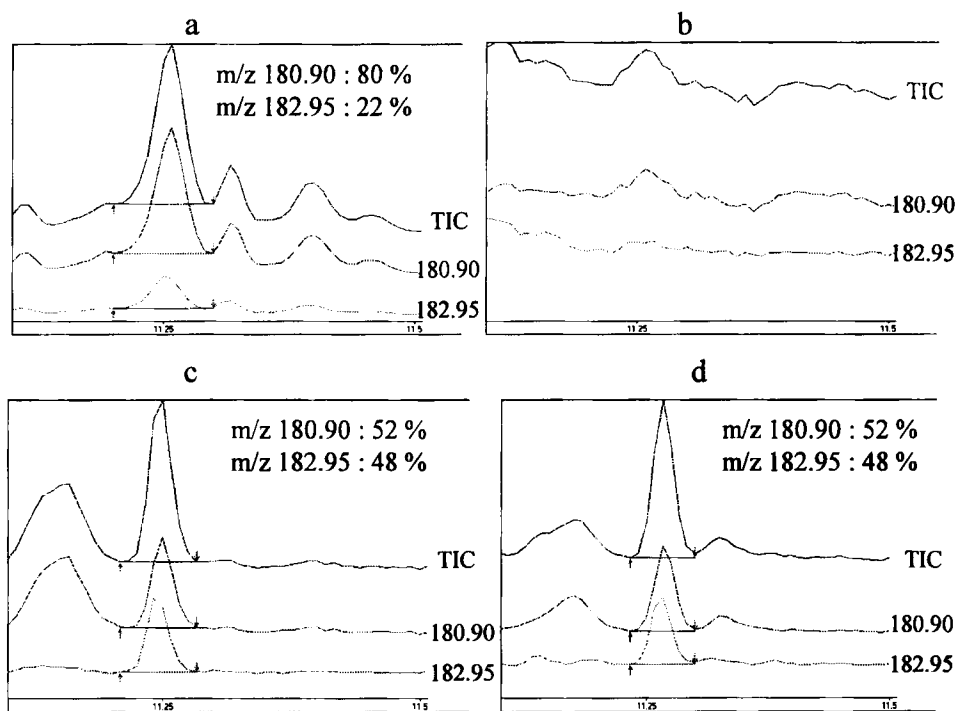 a
m/z 180.90 : 80 %
m/z 182.95 : 22 %
TIC
180.90
182.95
11.25
11.5
b
TIC
180.90
182.95
11.25
11.5
c
m/z 180.90 : 52 %
m/z 182.95 : 48 %
TIC
180.90
182.95
11.25
11.5
d
m/z 180.90 : 52 %
m/z 182.95 : 48 %
TIC
180.90
182.95
11.25
11.5